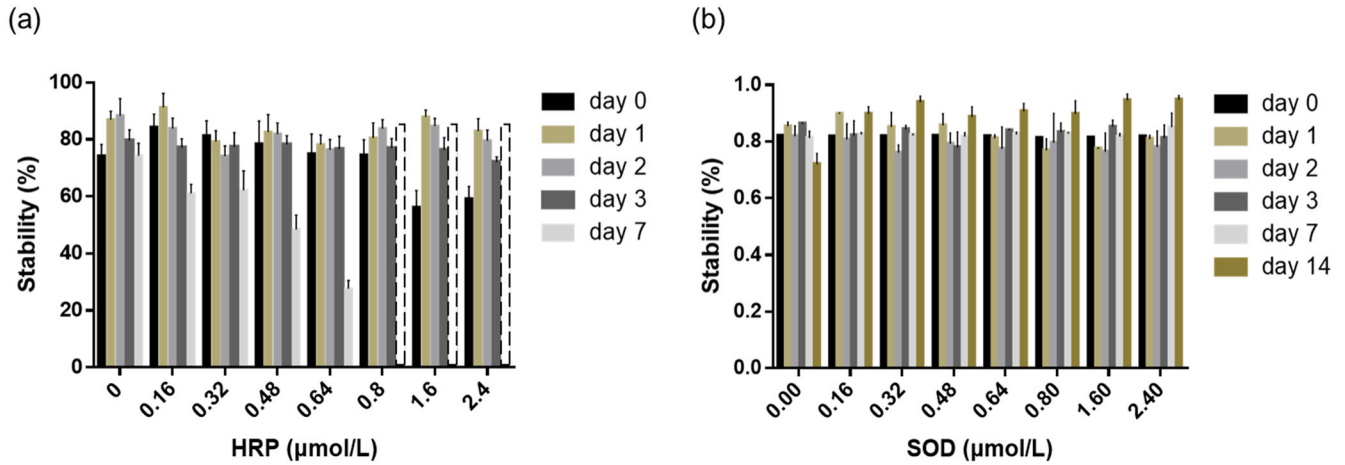 (a)
Stability (%)
100
80
60
40
20
0
0
0.16
0.32
0.48
0.64
0.8
1.6
2.4
HRP (μmol/L)
day 0
day 1
day 2
day 3
day 7
(b)
Stability (%)
1.0
0.8
0.6
0.4
0.2
0.0
0.00
0.16
0.32
0.48
0.64
0.80
1.60
2.40
SOD (μmol/L)
day 0
day 1
day 2
day 3
day 7
day 14